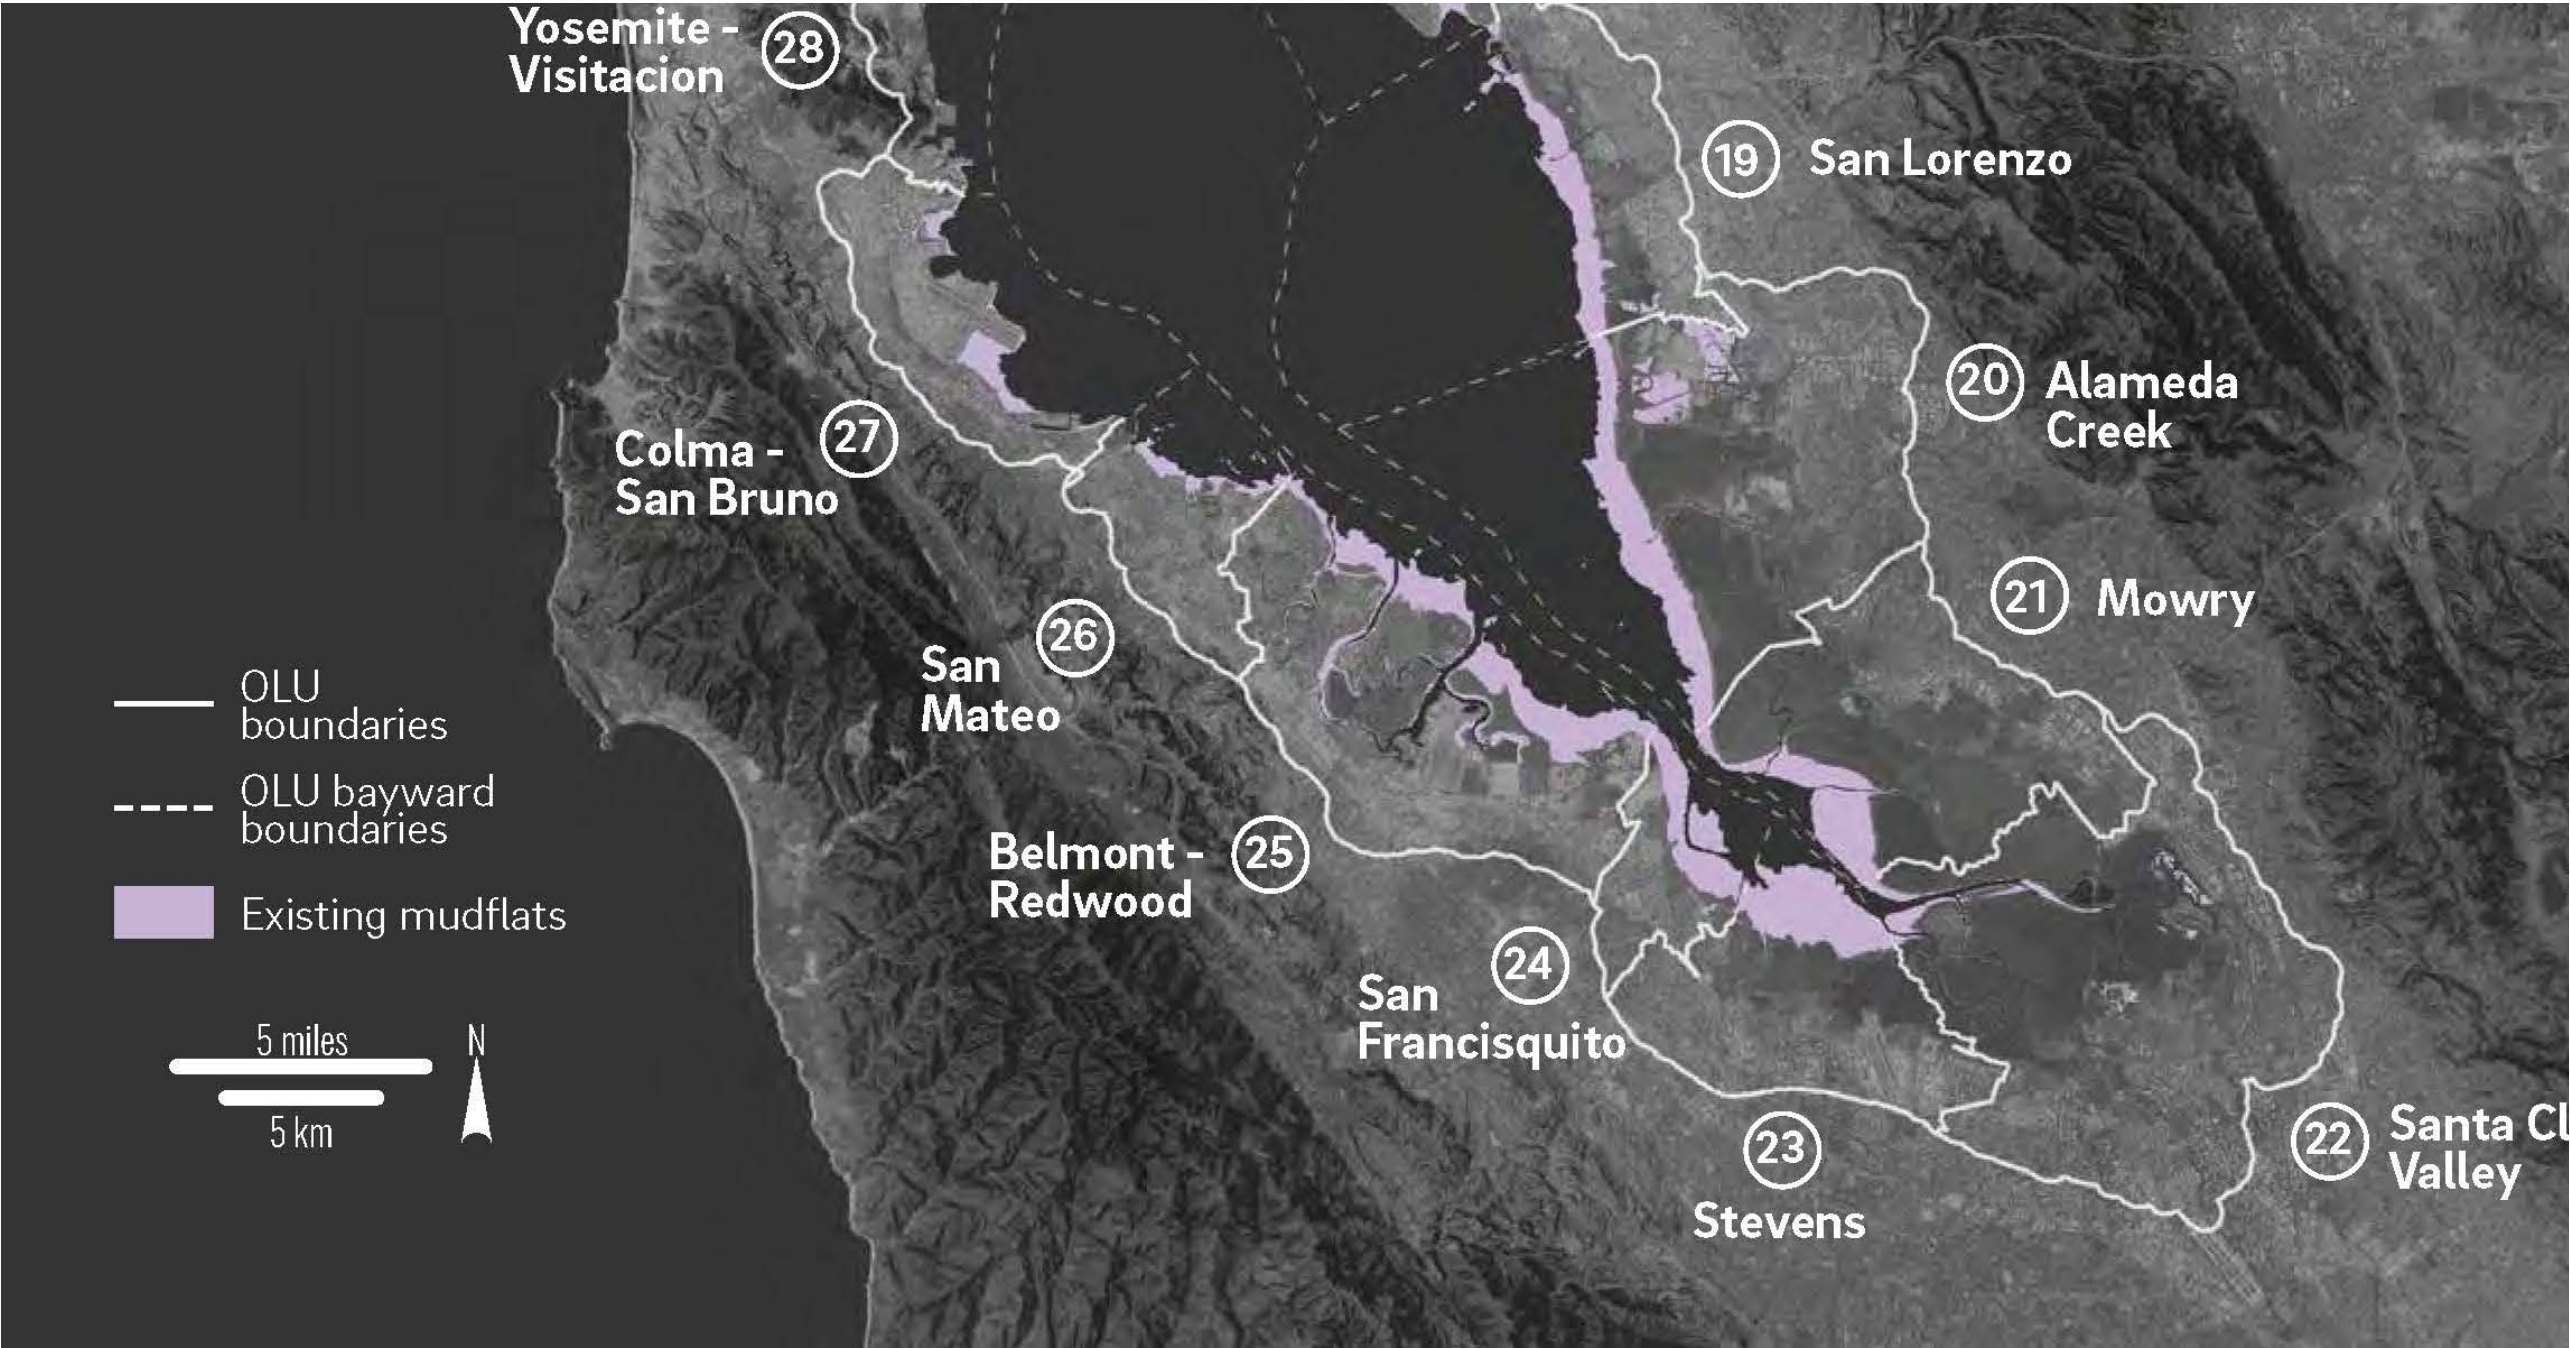 Yosemite -
Visitacion
28
19
San Lorenzo
20
Alameda
Creek
27
Colma -
San Bruno
21
Mowry
26
San
Mateo
OLU
boundaries
OLU bayward
boundaries
Existing mudflats
25
Belmont -
Redwood
24
San
Francisquito
5 miles
N
5 km
23
Stevens
22
Santa Cl
Valley